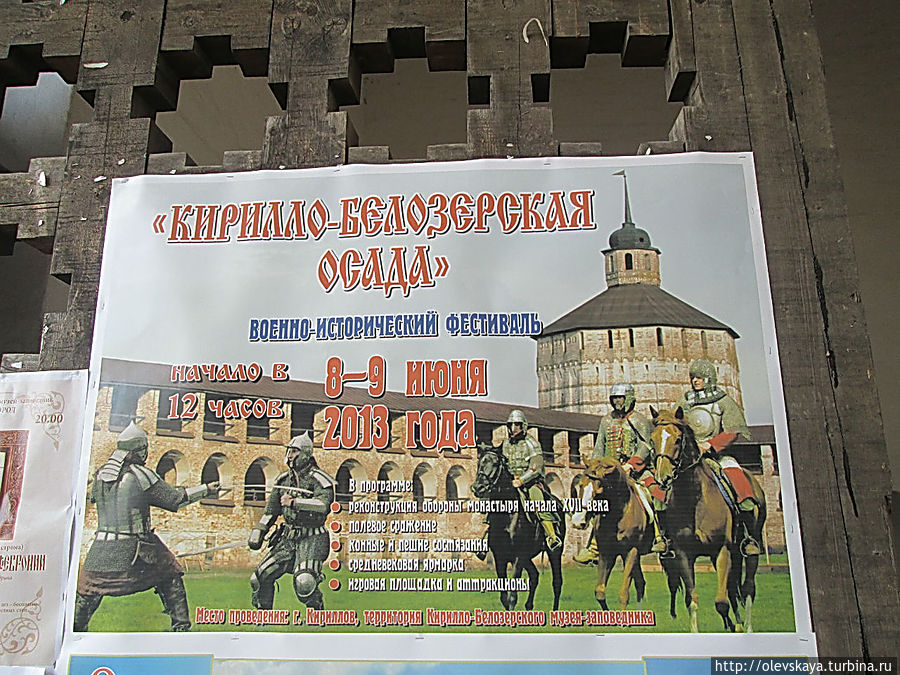 «КИРИЛЛО-БЕЛОЗЕРСКАЯ
ОСАДА»
ВОЕННО-ИСТОРИЧЕСКИЙ ФЕСТИВАЛЬ
НАЧАЛО В
12 ЧАСОВ
8–9 ИЮНЯ
2013 ГОДА
В программе:
реконструкция обороны монастыря начала XVII века
полевое сражение
конные и пешие состязания
средневековая ярмарка
игровая площадка и аттракционы
Место проведения: г. Кириллов, территория Кирилло-Белозерского музея-заповедника
20.00
http://olevskaya.turbina.ru